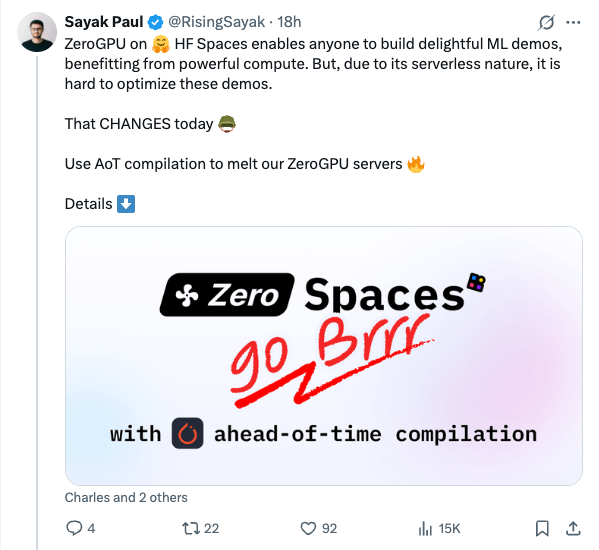 Sayak Paul @RisingSayak · 18h
ZeroGPU on 🤗 HF Spaces enables anyone to build delightful ML demos,
benefitting from powerful compute. But, due to its serverless nature, it is
hard to optimize these demos.
That CHANGES today 🪖
Use AoT compilation to melt our ZeroGPU servers 🔥
Details ⬇️
Zero Spaces
go Brrr
with ahead-of-time compilation
Charles and 2 others
4 22 92 15K